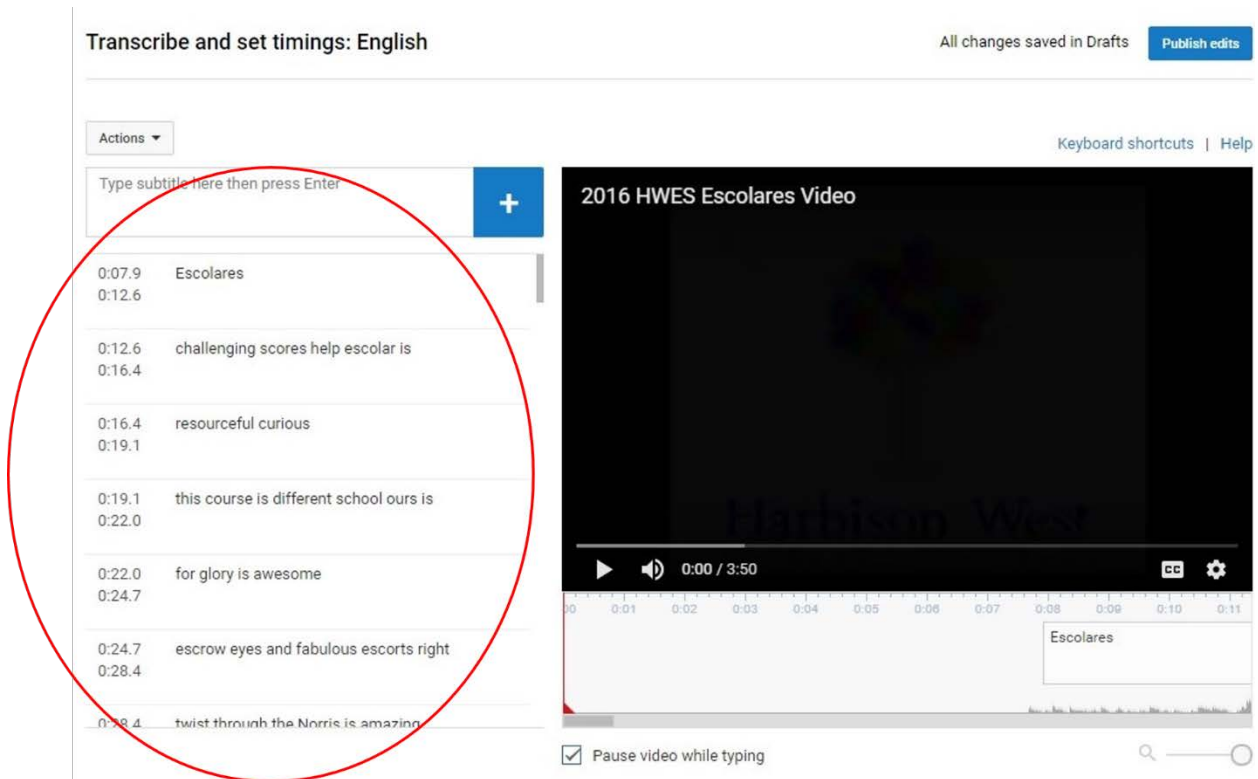 Transcribe and set timings: English
All changes saved in Drafts
Publish edits
Actions
Keyboard shortcuts | Help
Type subtitle here then press Enter
+
0:07.9 Escolares
0:12.6
0:12.6 challenging scores help escolar is
0:16.4
0:16.4 resourceful curious
0:19.1
0:19.1 this course is different school ours is
0:22.0
0:22.0 for glory is awesome
0:24.7
0:24.7 escrow eyes and fabulous escorts right
0:28.4
0:28.4 twist through the Norris is amazing
2016 HWES Escolares Video
Harbison West
0:00 / 3:50
CC
00 0:01 0:02 0:03 0:04 0:05 0:06 0:07 0:08 0:09 0:10 0:11
Escolares
Pause video while typing